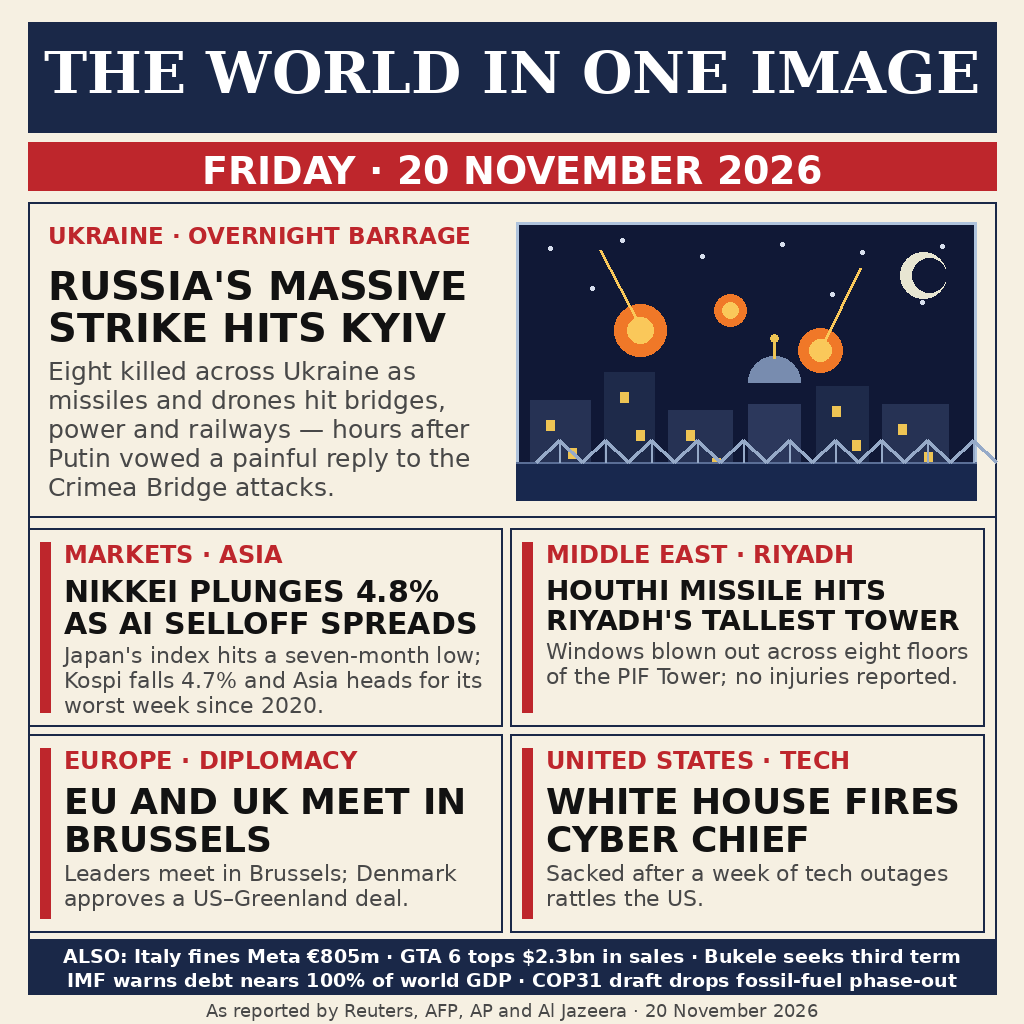 THE WORLD IN ONE IMAGE
FRIDAY · 20 NOVEMBER 2026
UKRAINE · OVERNIGHT BARRAGE
RUSSIA'S MASSIVE
STRIKE HITS KYIV
Eight killed across Ukraine as
missiles and drones hit bridges,
power and railways — hours after
Putin vowed a painful reply to the
Crimea Bridge attacks.
MARKETS · ASIA
NIKKEI PLUNGES 4.8%
AS AI SELLOFF SPREADS
Japan's index hits a seven-month low;
Kospi falls 4.7% and Asia heads for its
worst week since 2020.
MIDDLE EAST · RIYADH
HOUTHI MISSILE HITS
RIYADH'S TALLEST TOWER
Windows blown out across eight floors
of the PIF Tower; no injuries reported.
EUROPE · DIPLOMACY
EU AND UK MEET IN
BRUSSELS
Leaders meet in Brussels; Denmark
approves a US–Greenland deal.
UNITED STATES · TECH
WHITE HOUSE FIRES
CYBER CHIEF
Sacked after a week of tech outages
rattles the US.
ALSO: Italy fines Meta €805m · GTA 6 tops $2.3bn in sales · Bukele seeks third term
IMF warns debt nears 100% of world GDP · COP31 draft drops fossil-fuel phase-out
As reported by Reuters, AFP, AP and Al Jazeera · 20 November 2026